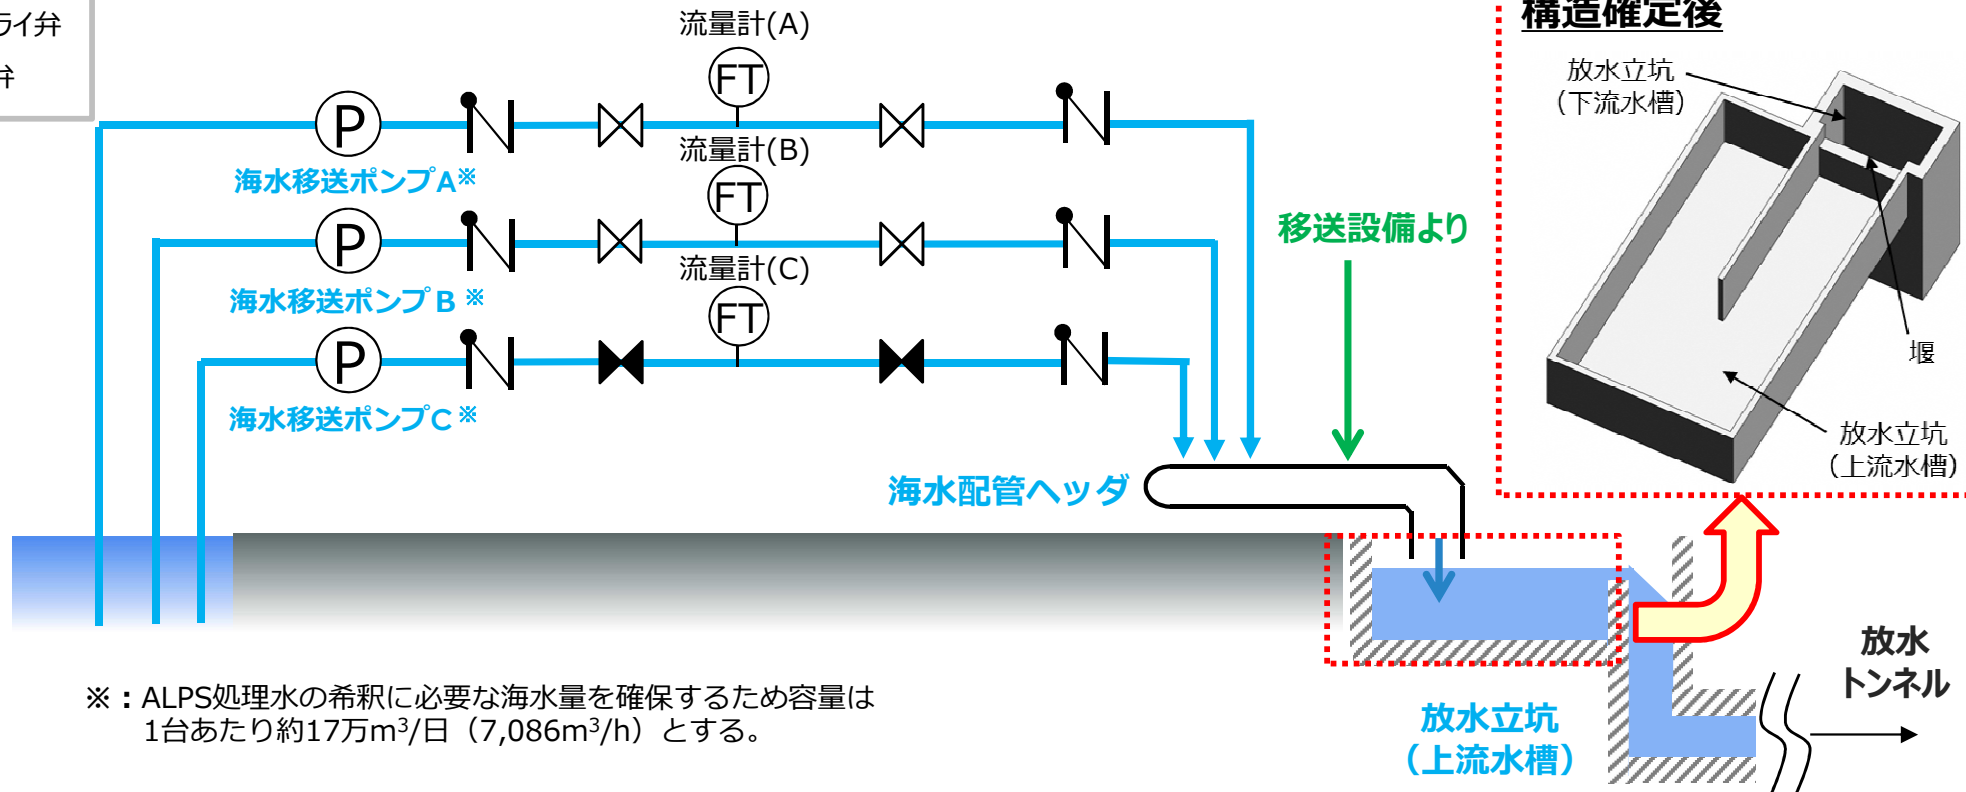 ライ弁
弁
流量計(A)
FT
P
海水移送ポンプA※
流量計(B)
FT
P
海水移送ポンプB※
流量計(C)
FT
P
海水移送ポンプC※
移送設備より
海水配管ヘッダ
構造確定後
放水立坑
（下流水槽）
堰
放水立坑
（上流水槽）
放水
トンネル
放水立坑
（上流水槽）
※：ALPS処理水の希釈に必要な海水量を確保するため容量は
1台あたり約17万m³/日（7,086m³/h）とする。